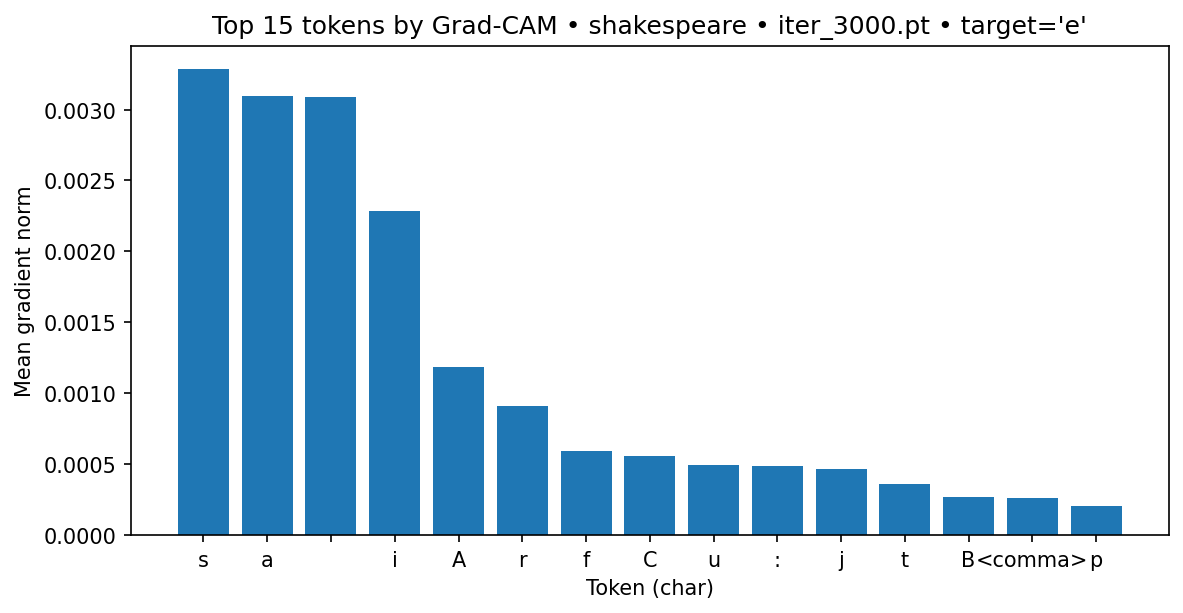 Top 15 tokens by Grad-CAM • shakespeare • iter_3000.pt • target='e'
Mean gradient norm
0.0030
0.0025
0.0020
0.0015
0.0010
0.0005
0.0000
s a i A r f C u : j t B <comma> p
Token (char)